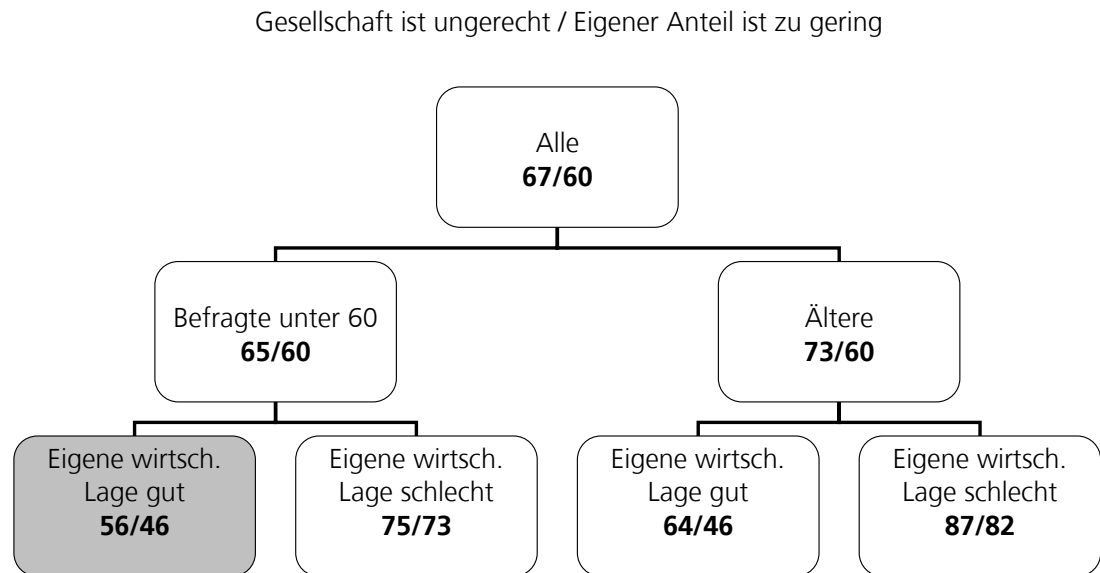 Gesellschaft ist ungerecht / Eigener Anteil ist zu gering
Alle
67/60
Befragte unter 60
65/60
Ältere
73/60
Eigene wirtsch.
Lage gut
56/46
Eigene wirtsch.
Lage schlecht
75/73
Eigene wirtsch.
Lage gut
64/46
Eigene wirtsch.
Lage schlecht
87/82